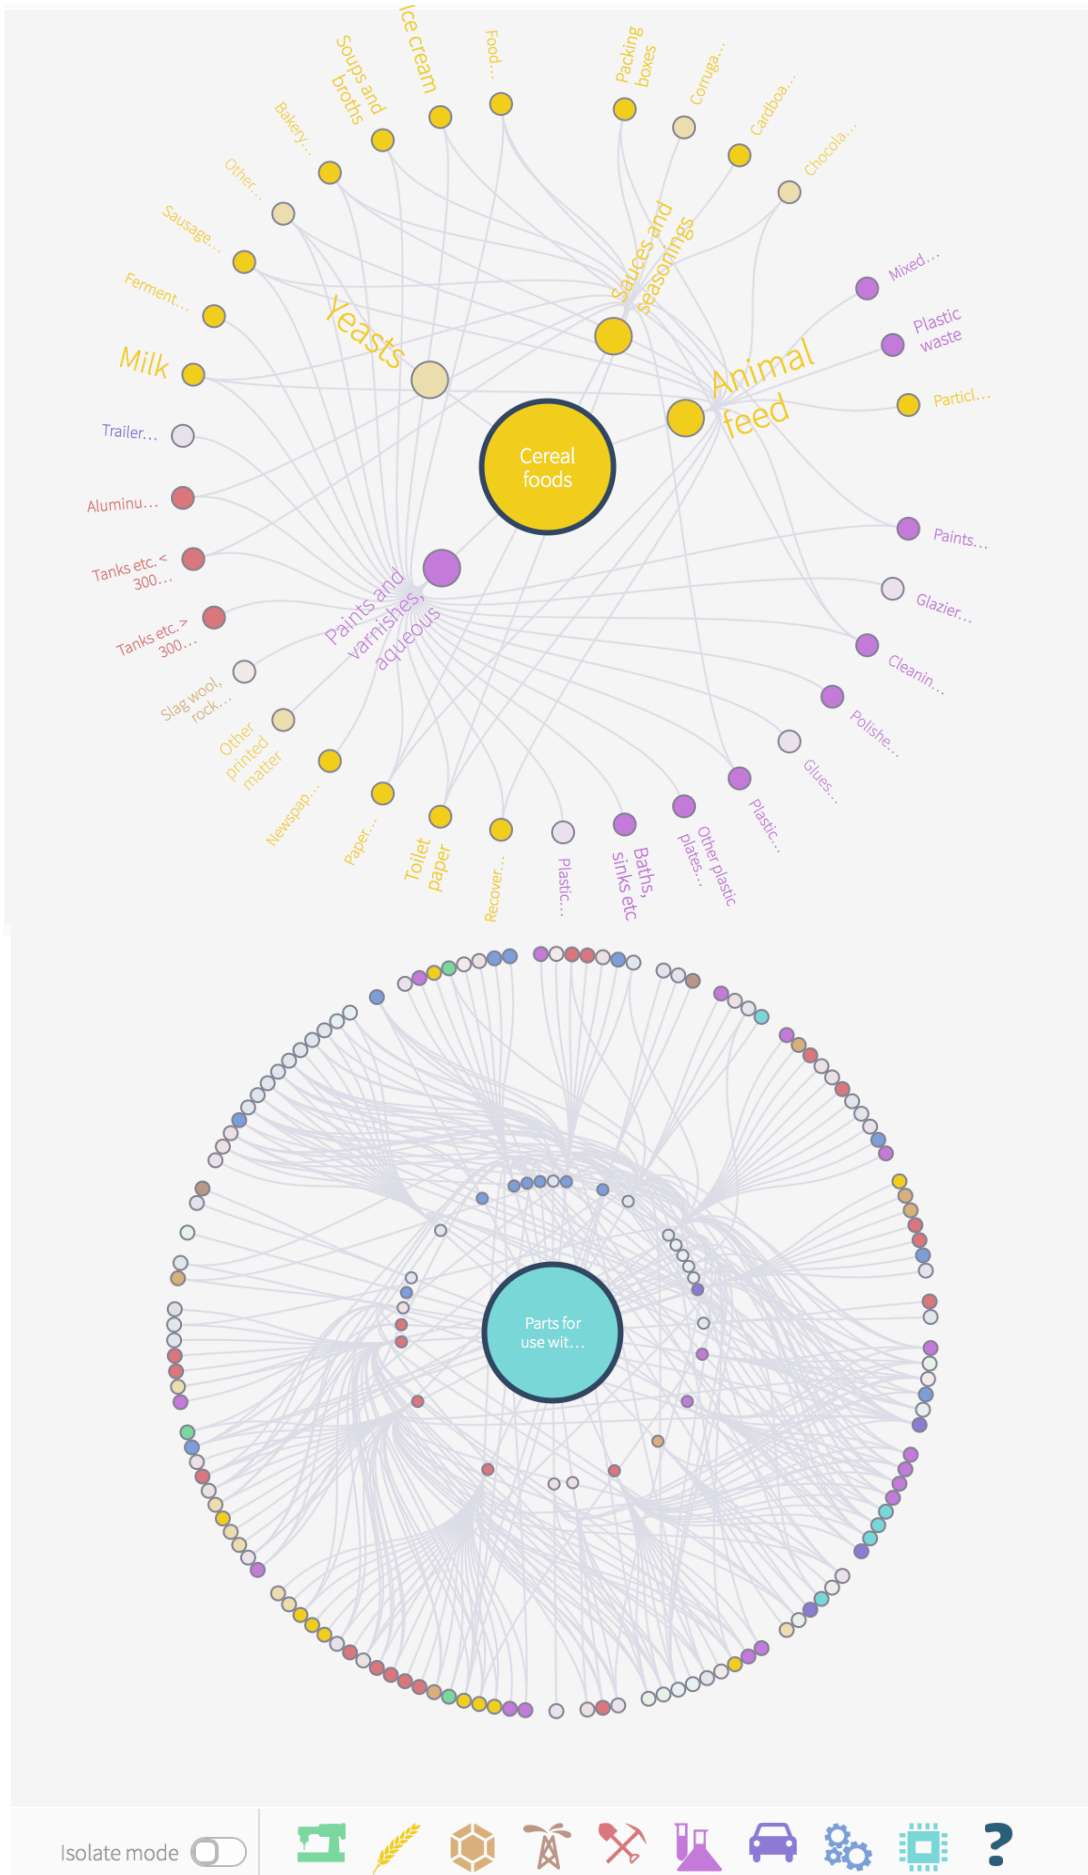 Ice cream
Food...
Packing
boxes
Corruga...
Cardboa...
Chocola...
Soups and
broths
Bakery...
Other...
Sausage...
Ferment...
Milk
Trailer...
Aluminu...
Tanks etc. <
300...
Tanks etc. >
300...
Slag wool,
rock...
Other
printed
matter
Newspap...
Paper...
Toilet
paper
Recover...
Plastic...
Baths,
sinks etc
Other plastic
plates...
Plastic...
Glues...
Polishe...
Cleanin...
Glazier...
Paints...
Particl...
Plastic
waste
Mixed...
Yeasts
Sauces and
seasonings
Animal
feed
Cereal
foods
Paints and
varnishes,
aqueous
Parts for
use wit...
Isolate mode
?